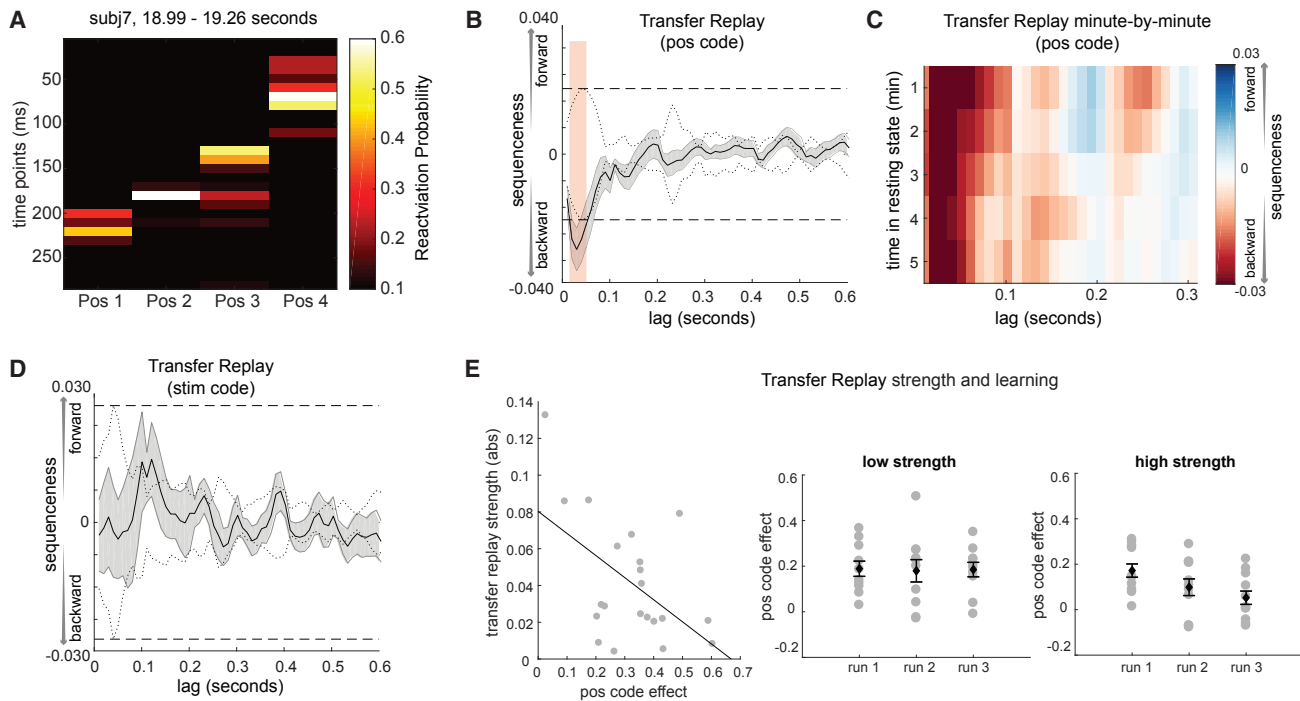 A
subj7, 18.99 - 19.26 seconds
time points (ms)
50
100
150
200
250
Pos 1 Pos 2 Pos 3 Pos 4
0.6
0.5
0.4
0.3
0.2
0.1
Reactviation Probability
B
Transfer Replay
(pos code)
0.040
0
-0.040
forward
sequenceness
backward
0 0.1 0.2 0.3 0.4 0.5 0.6
lag (seconds)
C
Transfer Replay minute-by-minute
(pos code)
time in resting state (min)
1
2
3
4
5
0.1 0.2 0.3
lag (seconds)
0.03
0
-0.03
forward
sequenceness
backward
D
Transfer Replay
(stim code)
0.030
0
-0.030
forward
sequenceness
backward
0 0.1 0.2 0.3 0.4 0.5 0.6
lag (seconds)
E
Transfer Replay strength and learning
transfer replay strength (abs)
0.14
0.12
0.10
0.08
0.06
0.04
0.02
0
0 0.1 0.2 0.3 0.4 0.5 0.6 0.7
pos code effect
low strength
pos code effect
0.6
0.4
0.2
0
-0.2
run 1 run 2 run 3
high strength
pos code effect
0.6
0.4
0.2
0
-0.2
run 1 run 2 run 3